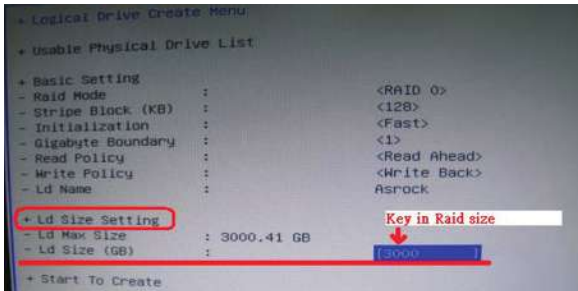 + Logical Drive Create Menu
+ Usable Physical Drive List
+ Basic Setting
- Raid Mode : <RAID 0>
- Stripe Block (KB) : <128>
- Initialization : <Fast>
- Gigabyte Boundary : <1>
- Read Policy : <Read Ahead>
- Write Policy : <Write Back>
- Ld Name : Asrock
+ Ld Size Setting Key in Raid size
- Ld Max Size : 3000.41 GB
- Ld Size (GB) : [3000 ]
+ Start To Create